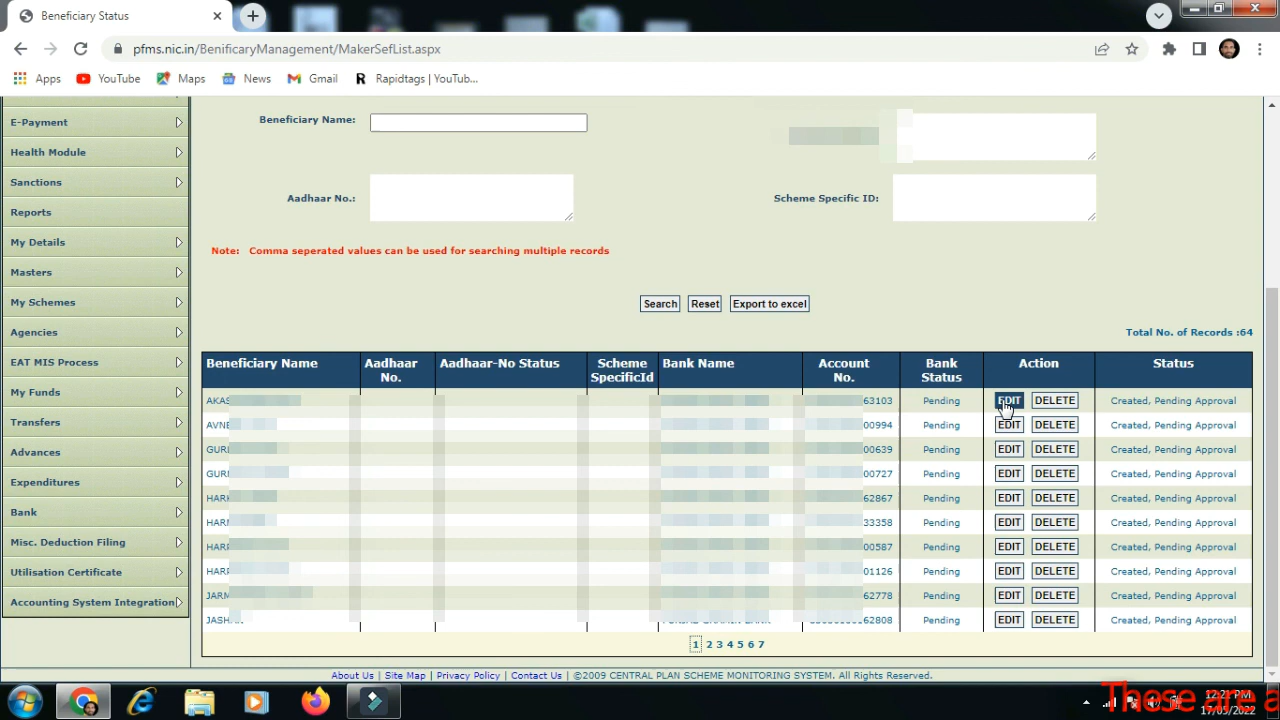 Beneficiary Status
pfms.nic.in/BenificaryManagement/MakerSefList.aspx
Apps YouTube Maps News Gmail R Rapidtags | YouTub...
E-Payment
Health Module
Sanctions
Reports
My Details
Masters
My Schemes
Agencies
EAT MIS Process
My Funds
Transfers
Advances
Expenditures
Bank
Misc. Deduction Filing
Utilisation Certificate
Accounting System Integration
Beneficiary Name:
Aadhaar No.: Scheme Specific ID:
Note: Comma seperated values can be used for searching multiple records
Search Reset Export to excel
Total No. of Records :64
Beneficiary Name Aadhaar No. Aadhaar-No Status Scheme SpecificId Bank Name Account No. Bank Status Action Status
63103 Pending EDIT DELETE Created, Pending Approval
00994 Pending EDIT DELETE Created, Pending Approval
00639 Pending EDIT DELETE Created, Pending Approval
00727 Pending EDIT DELETE Created, Pending Approval
62867 Pending EDIT DELETE Created, Pending Approval
33358 Pending EDIT DELETE Created, Pending Approval
00587 Pending EDIT DELETE Created, Pending Approval
01126 Pending EDIT DELETE Created, Pending Approval
62778 Pending EDIT DELETE Created, Pending Approval
62808 Pending EDIT DELETE Created, Pending Approval
1 2 3 4 5 6 7
About Us | Site Map | Privacy Policy | Contact Us | ©2009 CENTRAL PLAN SCHEME MONITORING SYSTEM. All Rights Reserved.
12:21 PM
17/05/2022
These are a